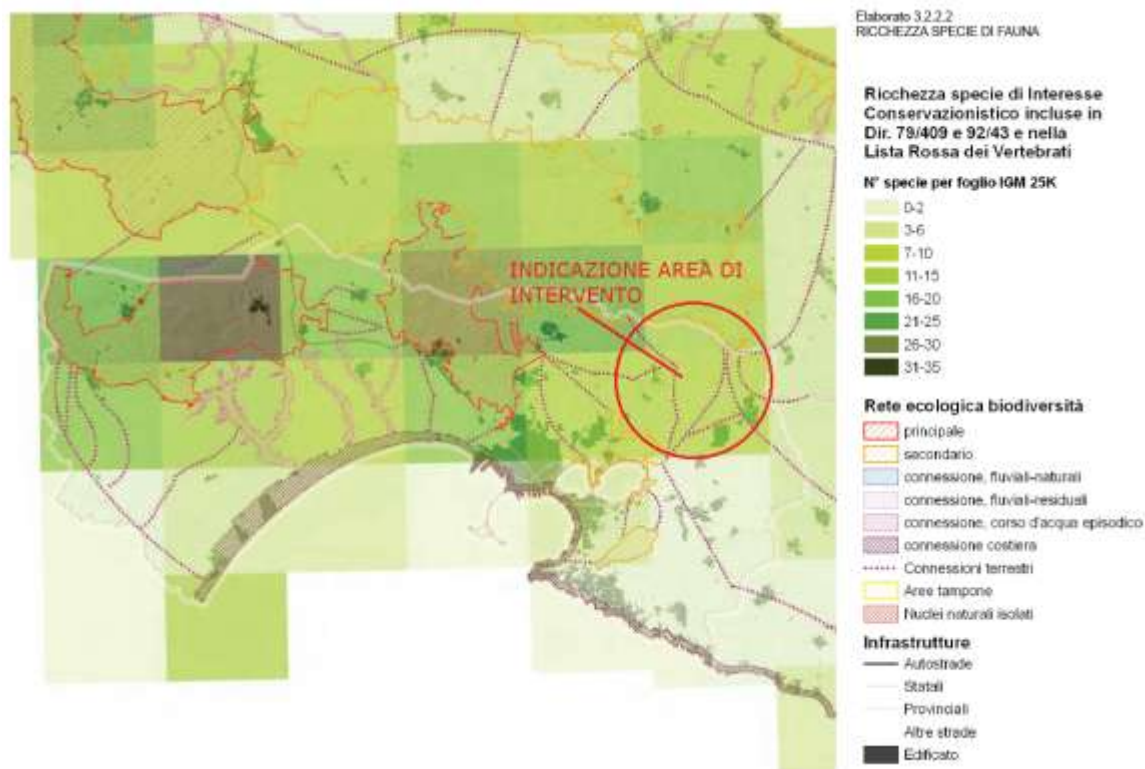 Elaborato 3.2.2.2
RICCHEZZA SPECIE DI FAUNA
Ricchezza specie di Interesse
Conservazionistico incluse in
Dir. 79/409 e 92/43 e nella
Lista Rossa dei Vertebrati
N° specie per foglio IGM 25K
0-2
3-6
7-10
11-15
16-20
21-25
26-30
31-35
Rete ecologica biodiversità
principale
secondario
connessione, fluviali-naturali
connessione, fluviali-residuali
connessione, corso d'acqua episodico
connessione costiera
Connessioni terrestri
Aree tampone
Nuclei naturali isolati
Infrastrutture
Autostrade
Statali
Provinciali
Altre strade
Edificato
INDICAZIONE AREA DI
INTERVENTO